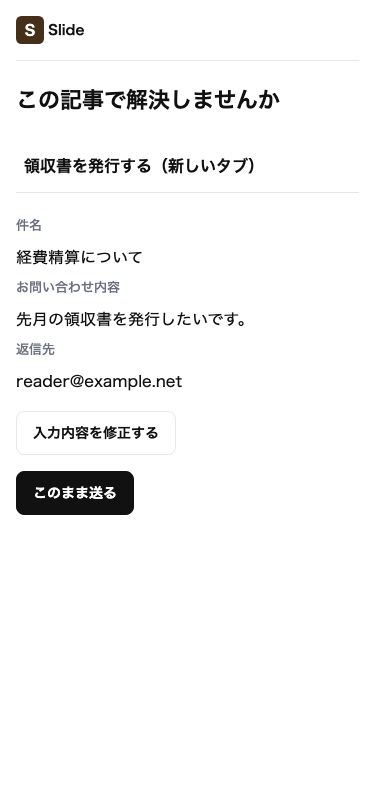 S Slide
この記事で解決しませんか
領収書を発行する（新しいタブ）
件名
経費精算について
お問い合わせ内容
先月の領収書を発行したいです。
返信先
reader@example.net
入力内容を修正する
このまま送る